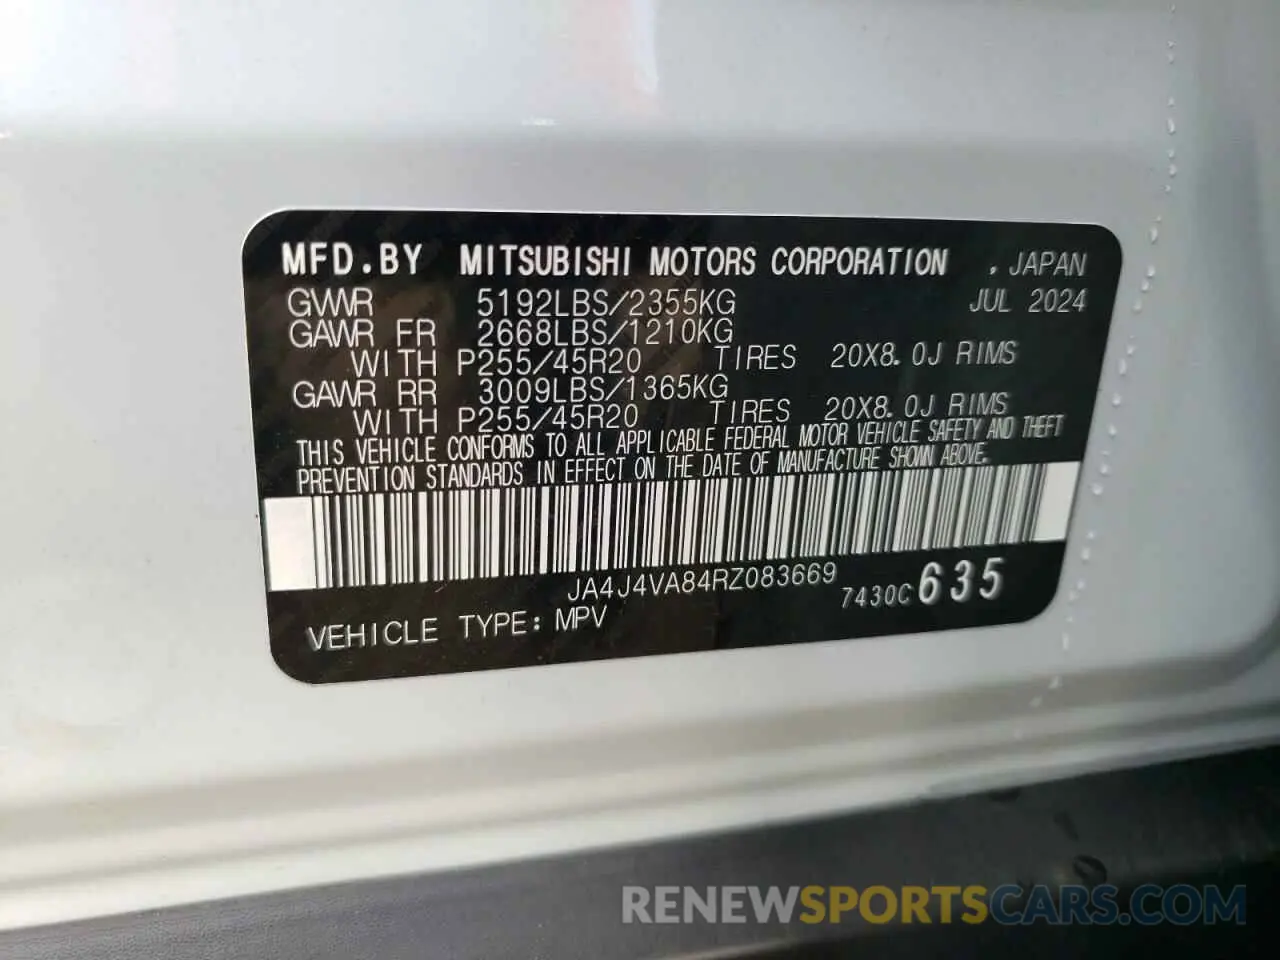 MFD.BY MITSUBISHI MOTORS CORPORATION , JAPAN
GVWR 5192LBS/2355KG JUL 2024
GAWR FR 2668LBS/1210KG
WITH P255/45R20 TIRES 20X8.0J RIMS
GAWR RR 3009LBS/1365KG
WITH P255/45R20 TIRES 20X8.0J RIMS
THIS VEHICLE CONFORMS TO ALL APPLICABLE FEDERAL MOTOR VEHICLE SAFETY AND THEFT
PREVENTION STANDARDS IN EFFECT ON THE DATE OF MANUFACTURE SHOWN ABOVE.
JA4J4VA84RZ083669 7430C 635
VEHICLE TYPE: MPV
RENEWSPORTSCARS.COM